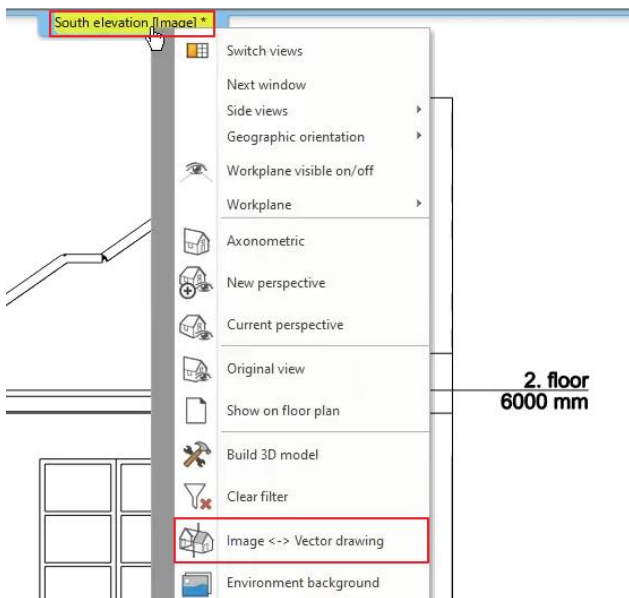 South elevation [Image] *
Switch views
Next window
Side views
Geographic orientation
Workplane visible on/off
Workplane
Axonometric
New perspective
Current perspective
Original view
Show on floor plan
2. floor
6000 mm
Build 3D model
Clear filter
Image <-> Vector drawing
Environment background